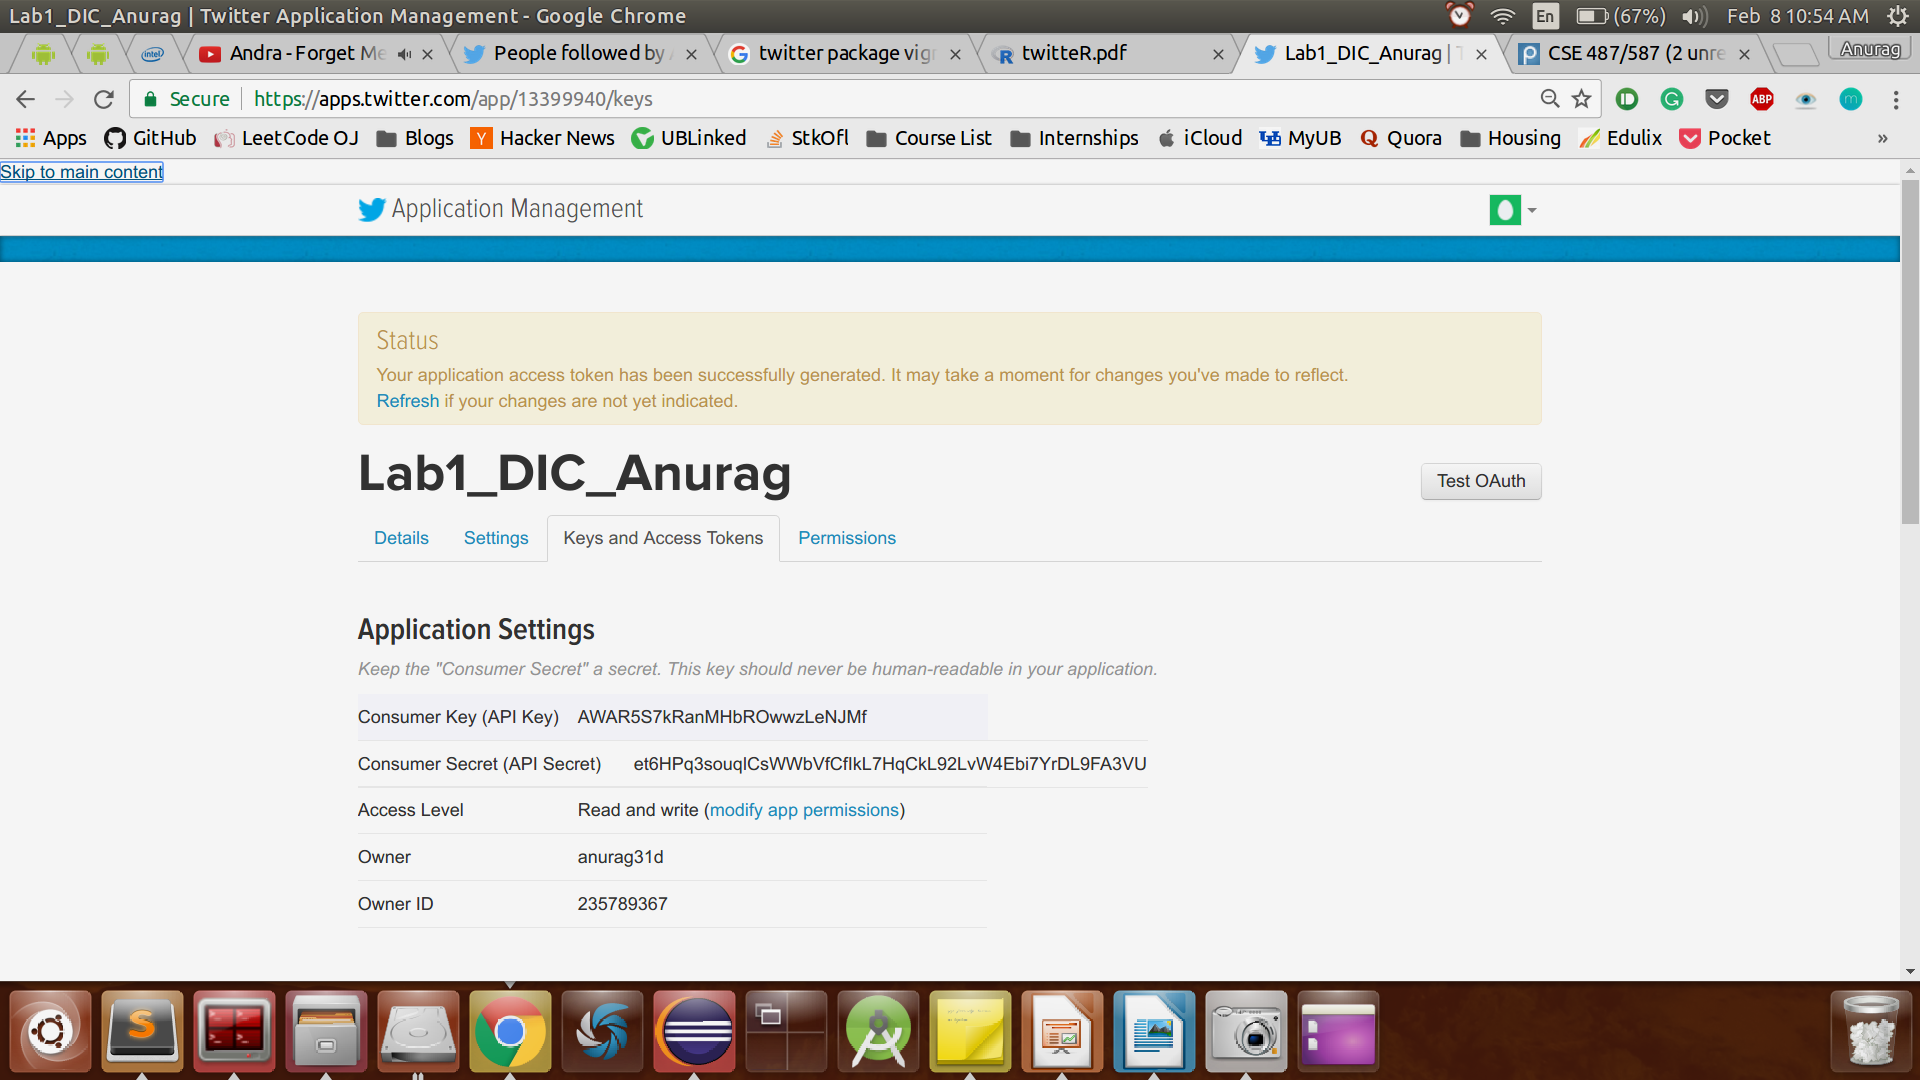 Lab1_DIC_Anurag | Twitter Application Management - Google Chrome
En (67%) Feb 8 10:54 AM
Andra - Forget Me
People followed by
twitter package vig
twitteR.pdf
Lab1_DIC_Anurag |
CSE 487/587 (2 unre
Anurag
Secure https://apps.twitter.com/app/13399940/keys
ABP
m
Apps GitHub LeetCode OJ Blogs Hacker News UBLinked StkOfl Course List Internships iCloud MyUB Quora Housing Edulix Pocket »
Skip to main content
Application Management
Status
Your application access token has been successfully generated. It may take a moment for changes you've made to reflect.
Refresh if your changes are not yet indicated.
Lab1_DIC_Anurag
Test OAuth
Details Settings Keys and Access Tokens Permissions
Application Settings
Keep the "Consumer Secret" a secret. This key should never be human-readable in your application.
Consumer Key (API Key) AWAR5S7kRanMHbROwwzLeNJMf
Consumer Secret (API Secret) et6HPq3souqlCsWWbVfCflkL7HqCkL92LvW4Ebi7YrDL9FA3VU
Access Level Read and write (modify app permissions)
Owner anurag31d
Owner ID 235789367